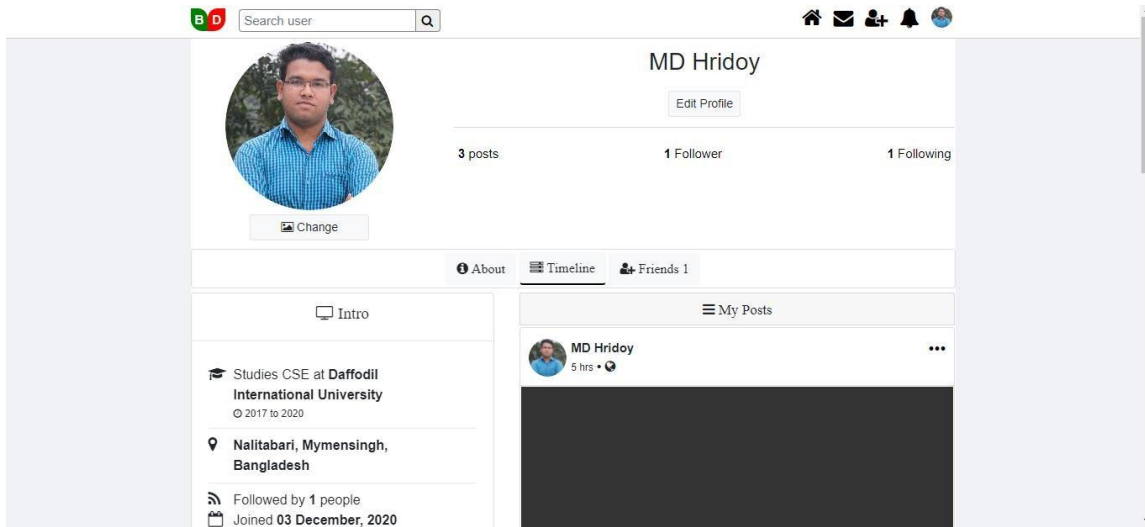 B D
Search user
MD Hridoy
Edit Profile
3 posts
1 Follower
1 Following
Change
About
Timeline
Friends 1
Intro
My Posts
MD Hridoy
5 hrs •
Studies CSE at Daffodil
International University
2017 to 2020
Nalitabari, Mymensingh,
Bangladesh
Followed by 1 people
Joined 03 December, 2020